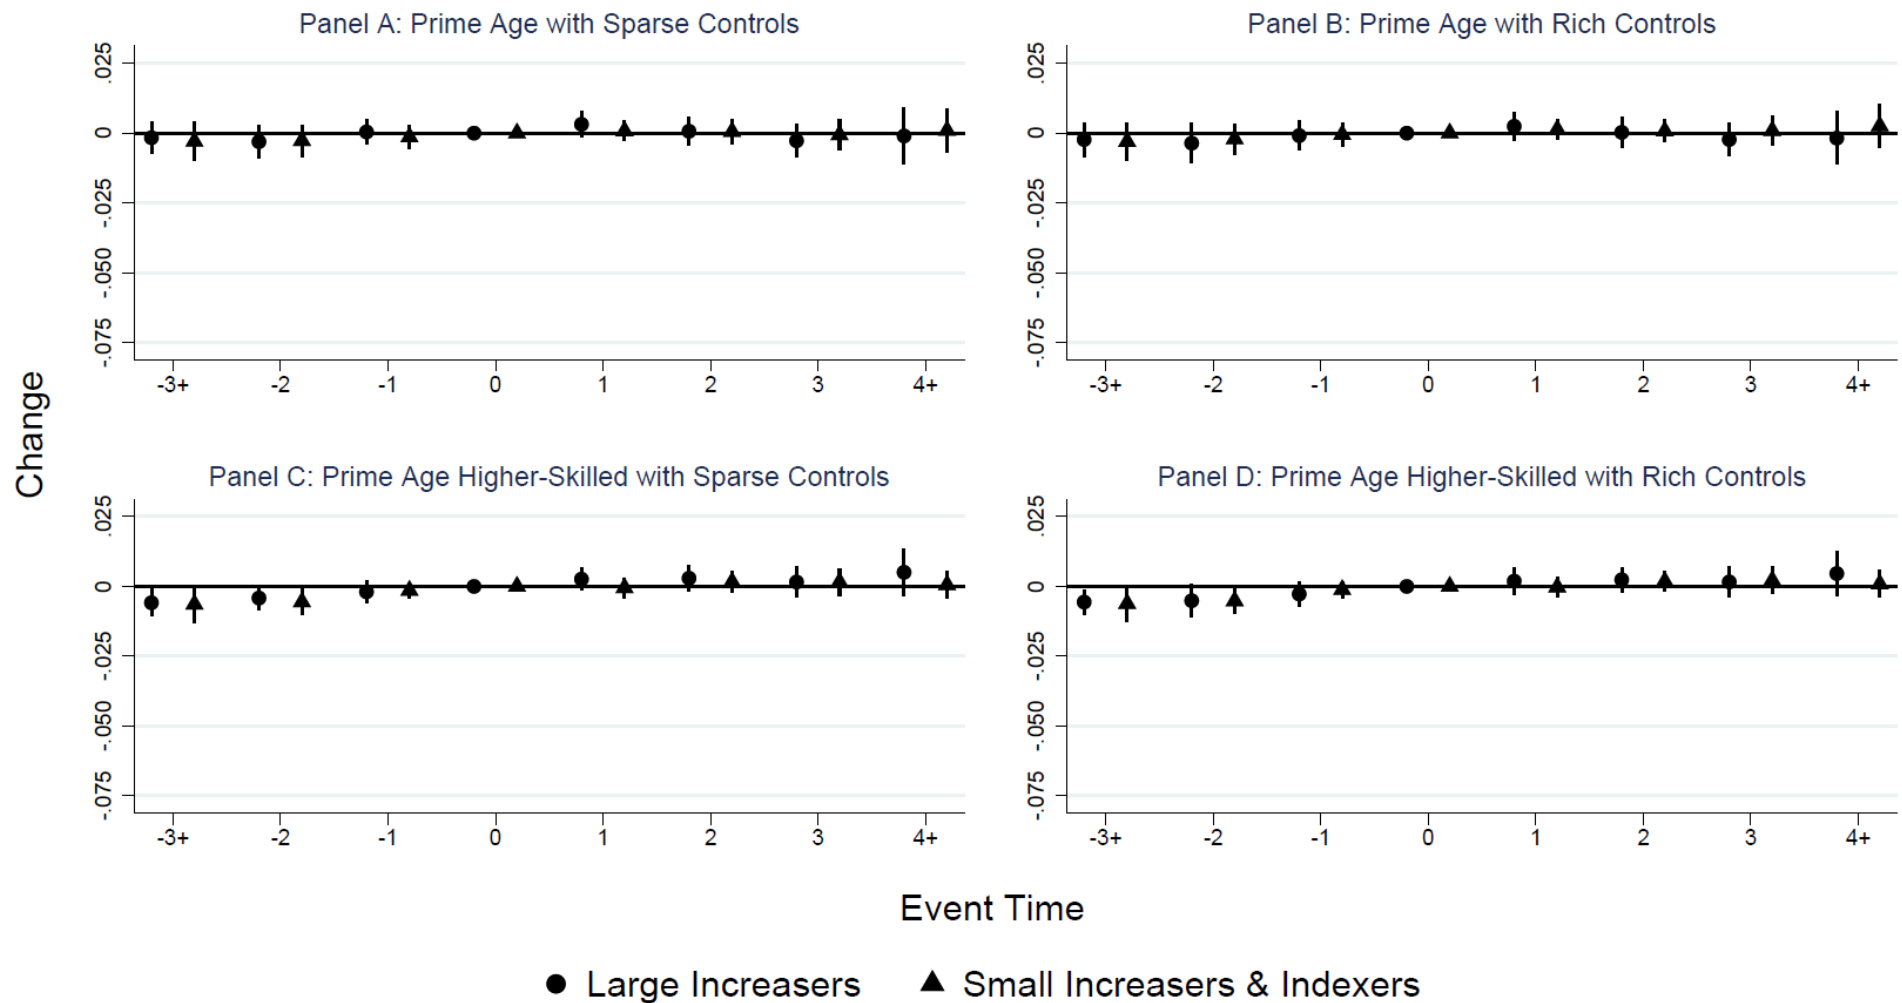 Panel A: Prime Age with Sparse Controls
.025
0
-.025
-.050
-.075
-3+ -2 -1 0 1 2 3 4+
Panel B: Prime Age with Rich Controls
.025
0
-.025
-.050
-.075
-3+ -2 -1 0 1 2 3 4+
Change
Panel C: Prime Age Higher-Skilled with Sparse Controls
.025
0
-.025
-.050
-.075
-3+ -2 -1 0 1 2 3 4+
Panel D: Prime Age Higher-Skilled with Rich Controls
.025
0
-.025
-.050
-.075
-3+ -2 -1 0 1 2 3 4+
Event Time
Large Increasers Small Increasers & Indexers